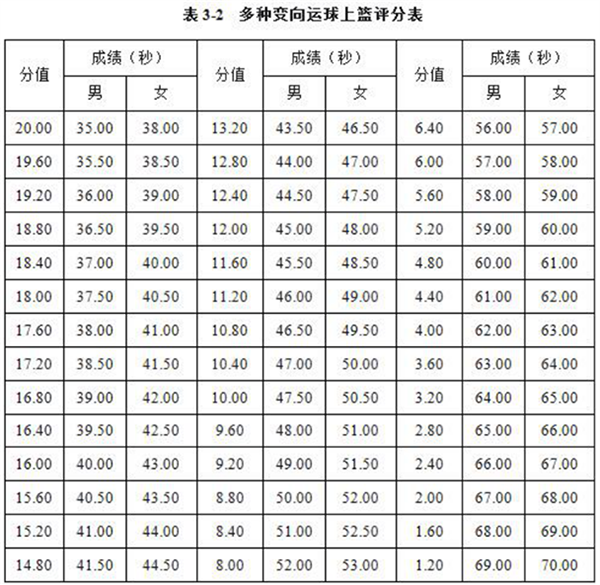 表 3-2 多种变向运球上篮评分表
分值 成绩（秒） 分值 成绩（秒） 分值 成绩（秒）
男 女 男 女 男 女
20.00 35.00 38.00 13.20 43.50 46.50 6.40 56.00 57.00
19.60 35.50 38.50 12.80 44.00 47.00 6.00 57.00 58.00
19.20 36.00 39.00 12.40 44.50 47.50 5.60 58.00 59.00
18.80 36.50 39.50 12.00 45.00 48.00 5.20 59.00 60.00
18.40 37.00 40.00 11.60 45.50 48.50 4.80 60.00 61.00
18.00 37.50 40.50 11.20 46.00 49.00 4.40 61.00 62.00
17.60 38.00 41.00 10.80 46.50 49.50 4.00 62.00 63.00
17.20 38.50 41.50 10.40 47.00 50.00 3.60 63.00 64.00
16.80 39.00 42.00 10.00 47.50 50.50 3.20 64.00 65.00
16.40 39.50 42.50 9.60 48.00 51.00 2.80 65.00 66.00
16.00 40.00 43.00 9.20 49.00 51.50 2.40 66.00 67.00
15.60 40.50 43.50 8.80 50.00 52.00 2.00 67.00 68.00
15.20 41.00 44.00 8.40 51.00 52.50 1.60 68.00 69.00
14.80 41.50 44.50 8.00 52.00 53.00 1.20 69.00 70.00